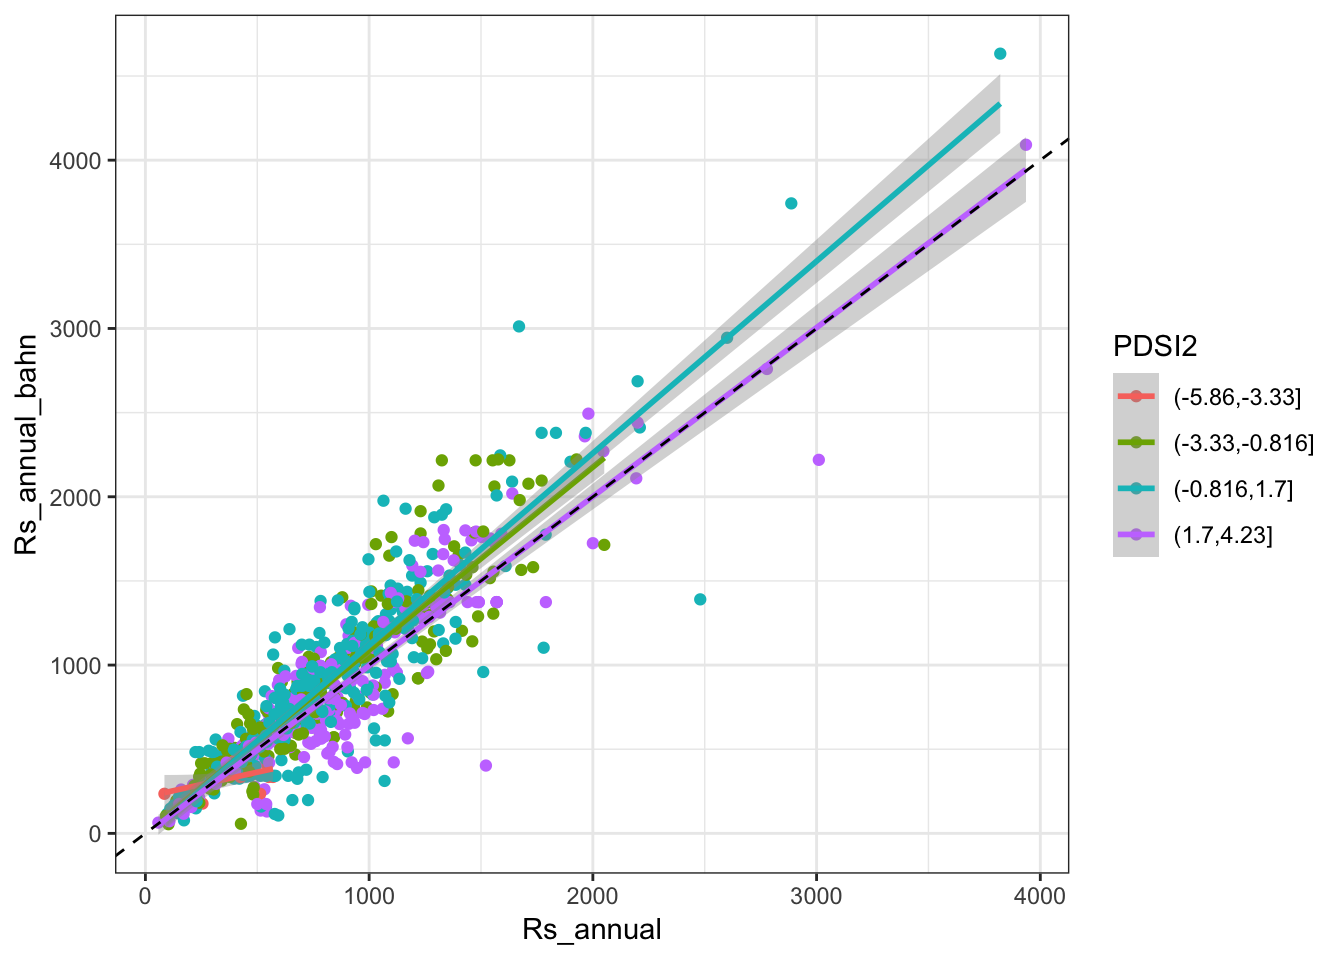 Rs_annual_bahn
4000
3000
2000
1000
0
0 1000 2000 3000 4000
Rs_annual
PDSI2
(-5.86,-3.33]
(-3.33,-0.816]
(-0.816,1.7]
(1.7,4.23]